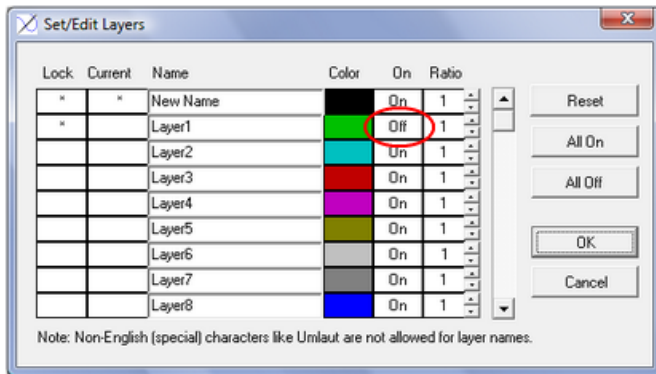 Set/Edit Layers
Lock Current Name Color On Ratio
* * New Name On 1
* Layer1 Off 1
Layer2 On 1
Layer3 On 1
Layer4 On 1
Layer5 On 1
Layer6 On 1
Layer7 On 1
Layer8 On 1
Reset
All On
All Off
OK
Cancel
Note: Non-English (special) characters like Umlaut are not allowed for layer names.